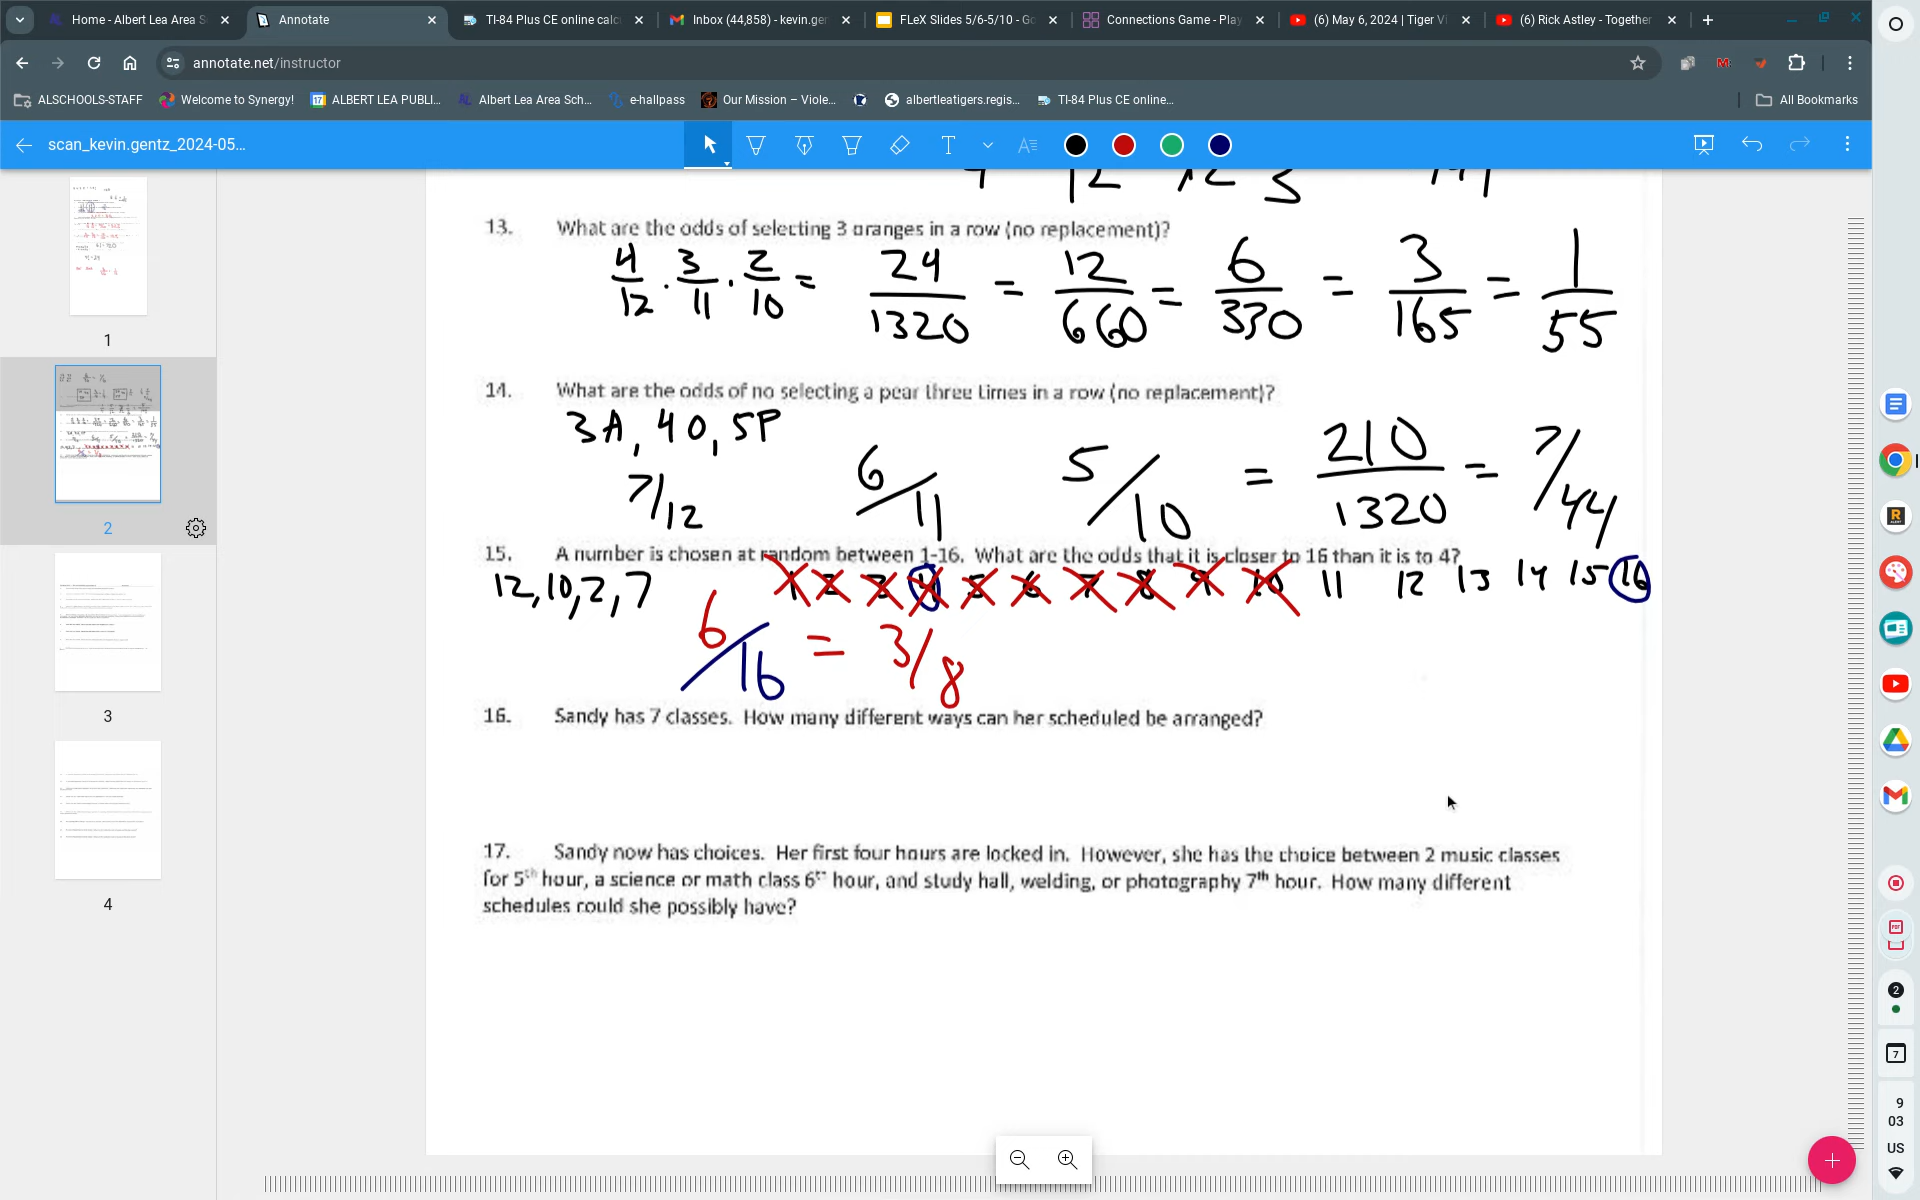 Home - Albert Lea Area S
Annotate
TI-84 Plus CE online calc
Inbox (44,858) - kevin.ger
FLeX Slides 5/6-5/10 - Go
Connections Game - Play
(6) May 6, 2024 | Tiger Vi
(6) Rick Astley - Together
annotate.net/instructor
ALSCHOOLS-STAFF
Welcome to Synergy!
ALBERT LEA PUBLI...
Albert Lea Area Sch...
e-hallpass
Our Mission – Viole...
albertleatigers.regis...
TI-84 Plus CE online...
All Bookmarks
scan_kevin.gentz_2024-05...
1
2
3
4
13. What are the odds of selecting 3 oranges in a row (no replacement)?
4/12 · 3/11 · 2/10 = 24/1320 = 12/660 = 6/330 = 3/165 = 1/55
14. What are the odds of no selecting a pear three times in a row (no replacement)?
3A, 4O, 5P
7/12 6/11 5/10 = 210/1320 = 7/44
15. A number is chosen at random between 1-16. What are the odds that it is closer to 16 than it is to 4?
12, 10, 2, 7 1 2 3 4 5 6 7 8 9 10 11 12 13 14 15 16
6/16 = 3/8
16. Sandy has 7 classes. How many different ways can her scheduled be arranged?
17. Sandy now has choices. Her first four hours are locked in. However, she has the choice between 2 music classes
for 5th hour, a science or math class 6th hour, and study hall, welding, or photography 7th hour. How many different
schedules could she possibly have?
2
7
9
03
US